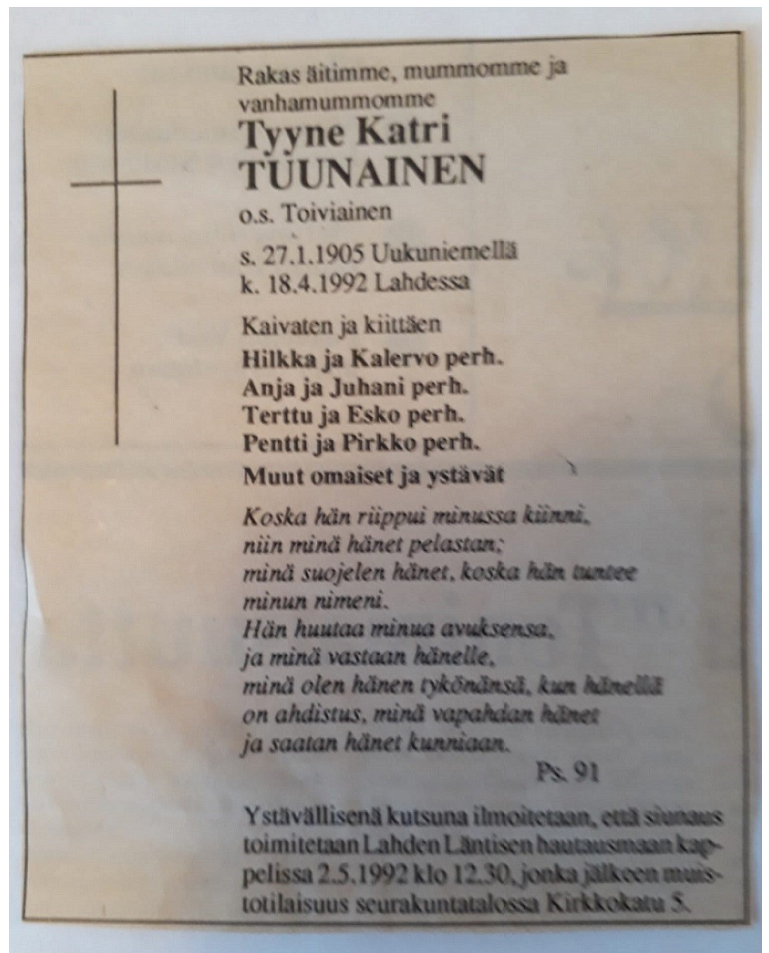 Rakas äitimme, mummomme ja
vanhamummomme
Tyyne Katri
TUUNAINEN
o.s. Toiviainen
s. 27.1.1905 Uukuniemellä
k. 18.4.1992 Lahdessa
Kaivaten ja kiittäen
Hilkka ja Kalervo perh.
Anja ja Juhani perh.
Terttu ja Esko perh.
Pentti ja Pirkko perh.
Muut omaiset ja ystävät
Koska hän riippui minussa kiinni,
niin minä hänet pelastan;
minä suojelen hänet, koska hän tuntee
minun nimeni.
Hän huutaa minua avuksensa,
ja minä vastaan hänelle,
minä olen hänen tykönänsä, kun hänellä
on ahdistus, minä vapahdan hänet
ja saatan hänet kunniaan.
Ps. 91
Ystävällisenä kutsuna ilmoitetaan, että siunaus
toimitetaan Lahden Läntisen hautausmaan kap-
pelissa 2.5.1992 klo 12.30, jonka jälkeen muis-
totilaisuus seurakuntatalossa Kirkkokatu 5.